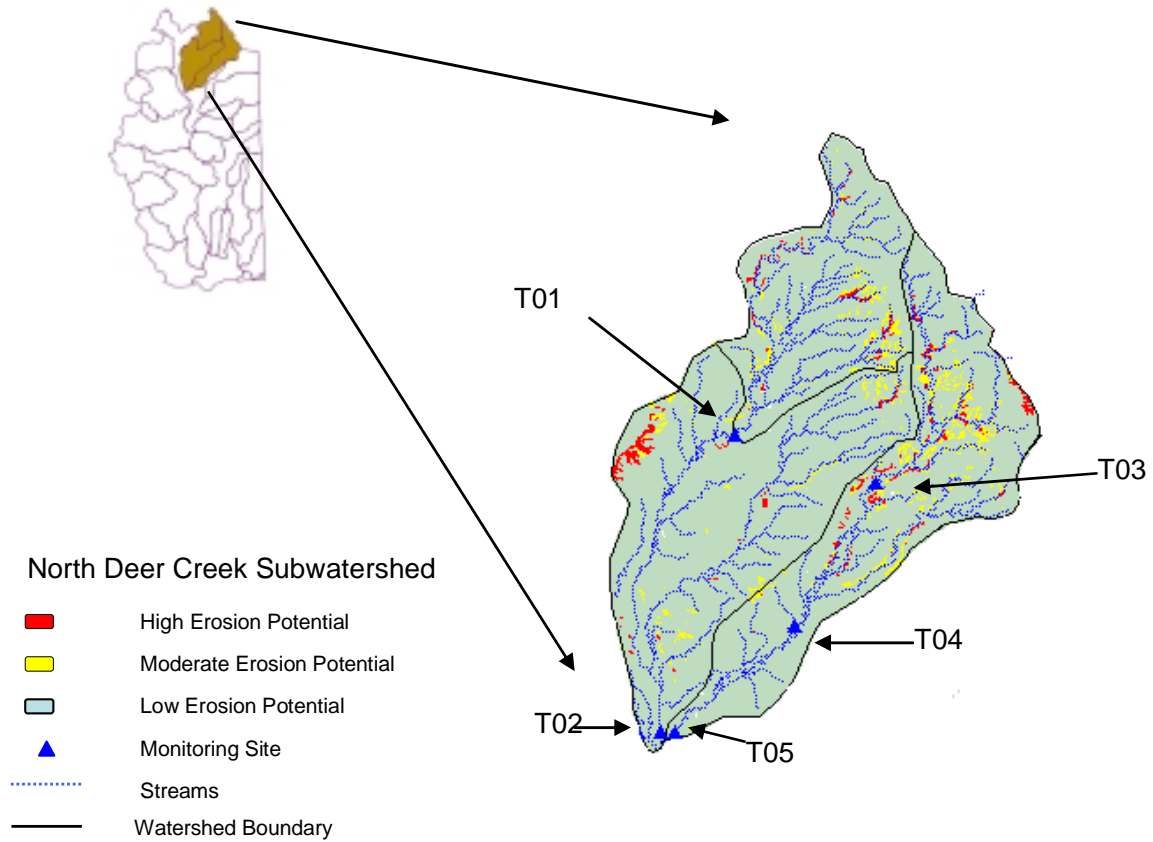 T01
T03
North Deer Creek Subwatershed
High Erosion Potential
Moderate Erosion Potential
T04
Low Erosion Potential
T02
T05
Monitoring Site
Streams
Watershed Boundary